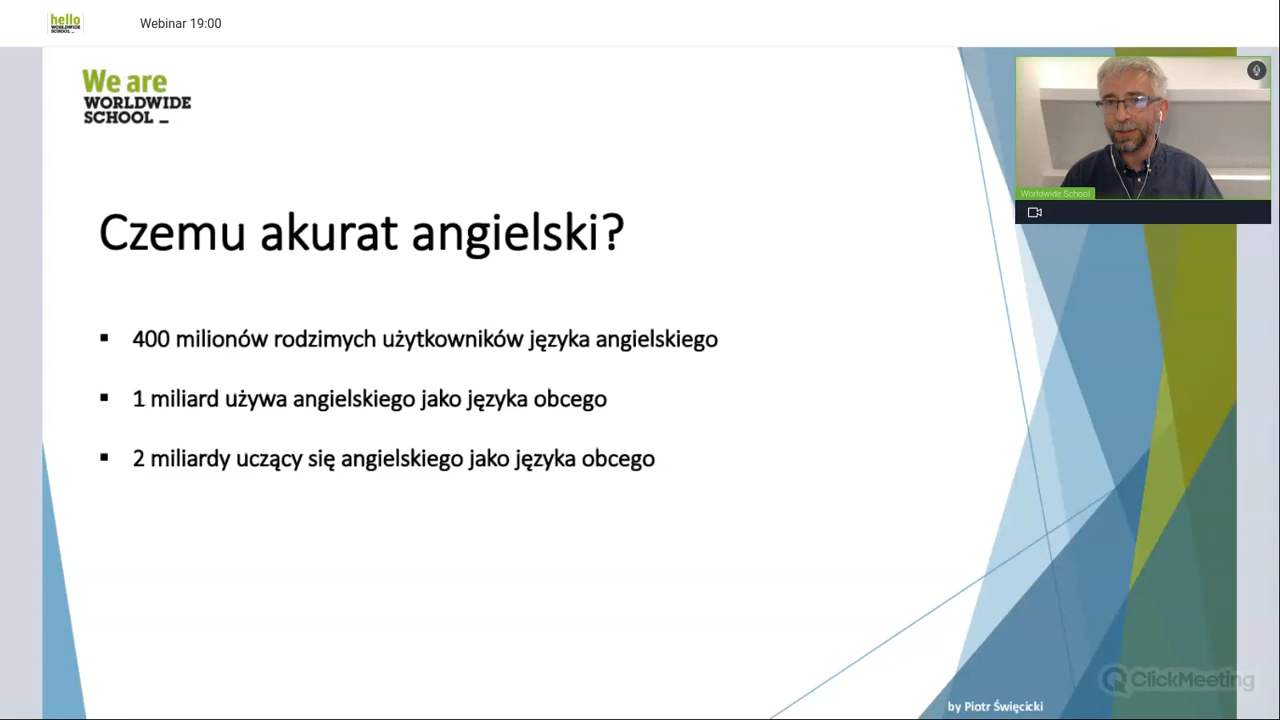 hello
WORLDWIDE
SCHOOL _
Webinar 19:00
We are
WORLDWIDE
SCHOOL _
Worldwide School
Czemu akurat angielski?
400 milionów rodzimych użytkowników języka angielskiego
1 miliard używa angielskiego jako języka obcego
2 miliardy uczący się angielskiego jako języka obcego
ClickMeeting
by Piotr Święcicki